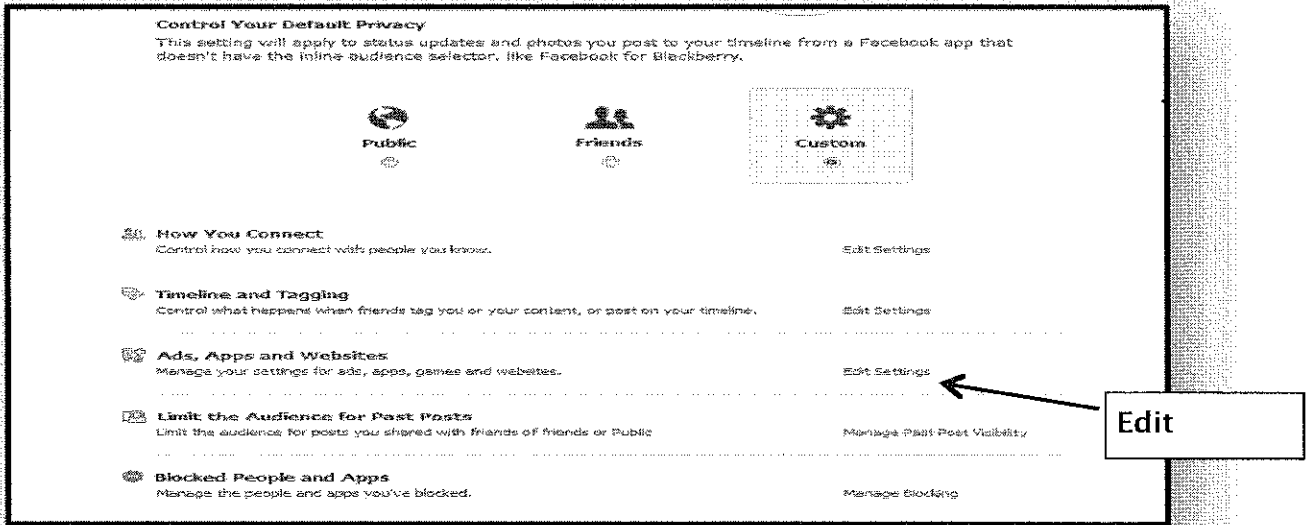 Control Your Default Privacy
This setting will apply to status updates and photos you post to your timeline from a Facebook app that
doesn't have the inline audience selector, like Facebook for Blackberry.
Public
Friends
Custom
How You Connect
Control how you connect with people you know.
Edit Settings
Timeline and Tagging
Control what happens when friends tag you or your content, or post on your timeline.
Edit Settings
Ads, Apps and Websites
Manage your settings for ads, apps, games and websites.
Edit Settings
Edit
Limit the Audience for Past Posts
Limit the audience for posts you shared with friends of friends or Public
Manage Past Post Visibility
Blocked People and Apps
Manage the people and apps you've blocked.
Manage Blocking